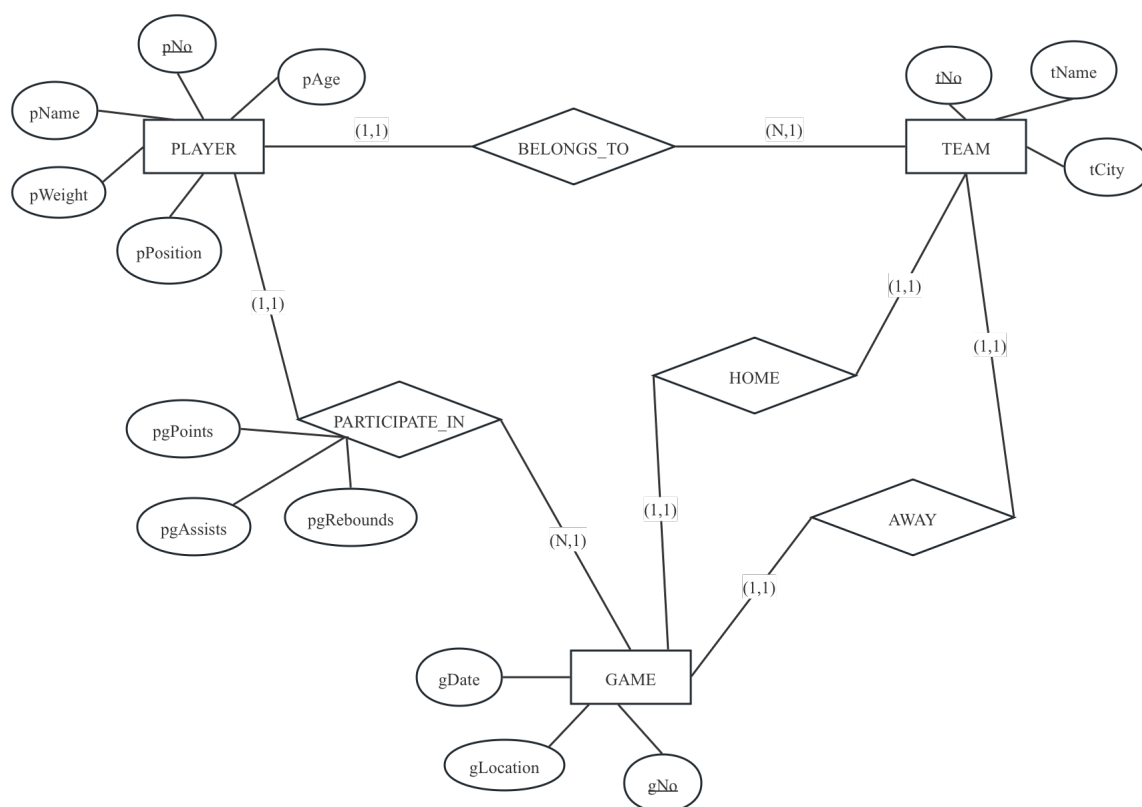 pNo
pAge
tNo
tName
pName
(1,1)
(N,1)
PLAYER
BELONGS_TO
TEAM
tCity
pWeight
pPosition
(1,1)
(1,1)
(1,1)
HOME
PARTICIPATE_IN
pgPoints
(1,1)
pgAssists
pgRebounds
AWAY
(N,1)
(1,1)
gDate
GAME
gLocation
gNo